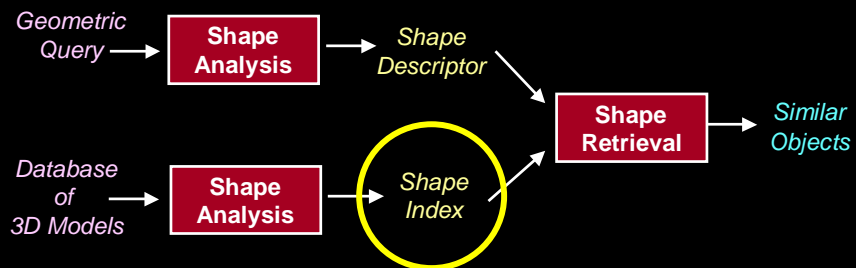 Geometric
Query
Shape
Analysis
Shape
Descriptor
Shape
Retrieval
Similar
Objects
Database
of
3D Models
Shape
Analysis
Shape
Index